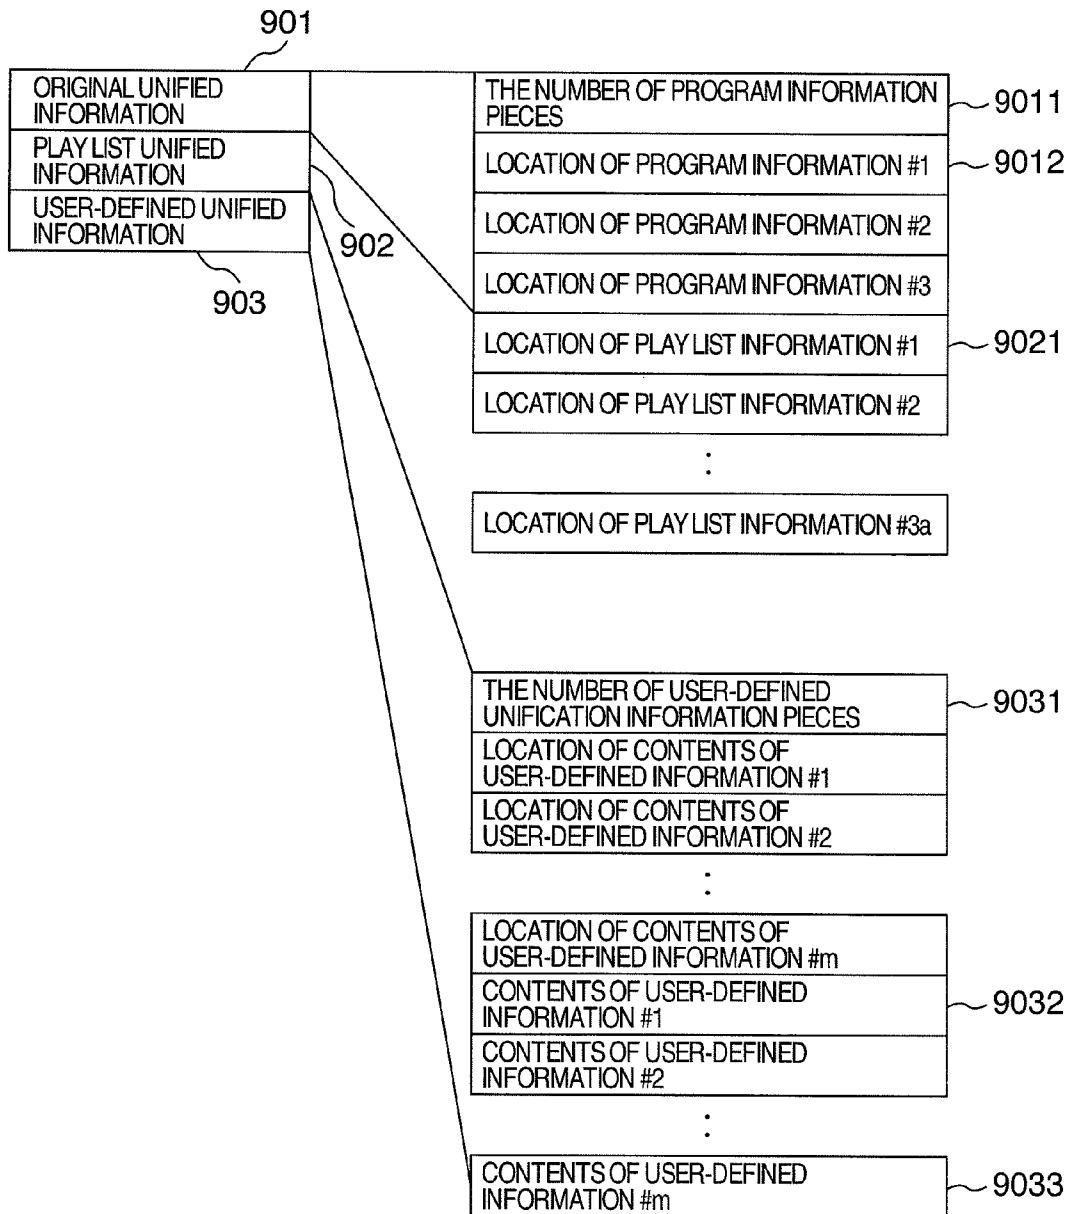 901
ORIGINAL UNIFIED
INFORMATION
PLAY LIST UNIFIED
INFORMATION
USER-DEFINED UNIFIED
INFORMATION
902
903
THE NUMBER OF PROGRAM INFORMATION
PIECES
9011
LOCATION OF PROGRAM INFORMATION #1
9012
LOCATION OF PROGRAM INFORMATION #2
LOCATION OF PROGRAM INFORMATION #3
LOCATION OF PLAY LIST INFORMATION #1
9021
LOCATION OF PLAY LIST INFORMATION #2
:
LOCATION OF PLAY LIST INFORMATION #3a
THE NUMBER OF USER-DEFINED
UNIFICATION INFORMATION PIECES
9031
LOCATION OF CONTENTS OF
USER-DEFINED INFORMATION #1
LOCATION OF CONTENTS OF
USER-DEFINED INFORMATION #2
:
LOCATION OF CONTENTS OF
USER-DEFINED INFORMATION #m
CONTENTS OF USER-DEFINED
INFORMATION #1
9032
CONTENTS OF USER-DEFINED
INFORMATION #2
:
CONTENTS OF USER-DEFINED
INFORMATION #m
9033